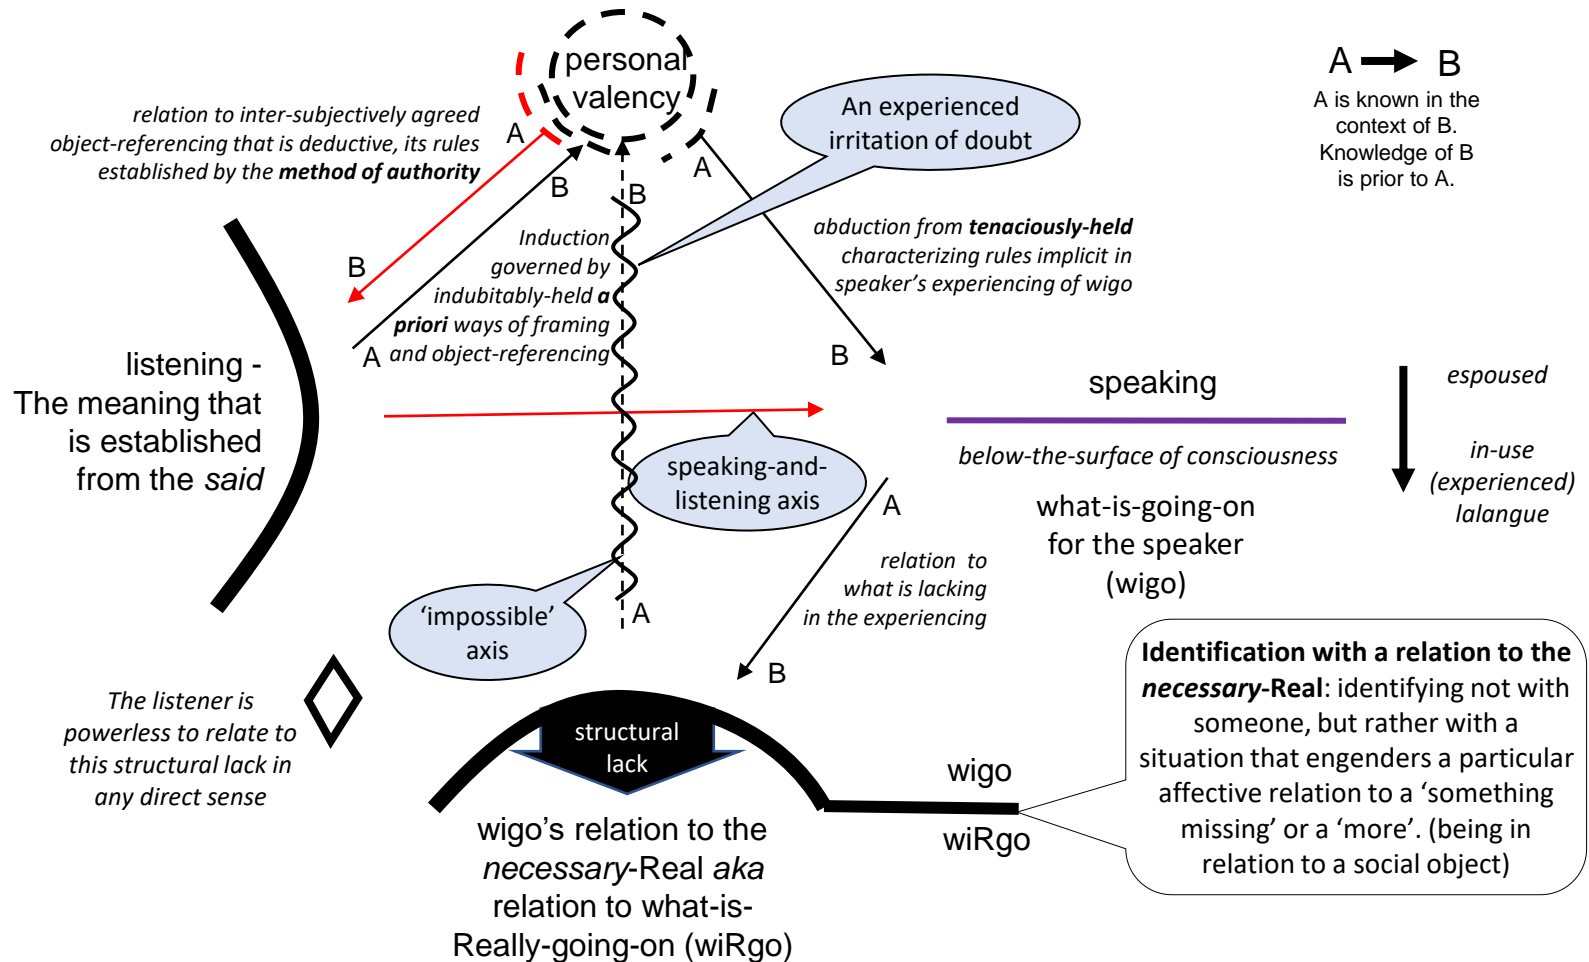 personal
valency
A
relation to inter-subjectively agreed
object-referencing that is deductive, its rules
established by the method of authority
B
B
A
Induction
governed by
indubitably-held a
priori ways of framing
and object-referencing
B
A
An experienced
irritation of doubt
A
B
abduction from tenaciously-held
characterizing rules implicit in
speaker’s experiencing of wigo
A B
A is known in the
context of B.
Knowledge of B
is prior to A.
listening -
The meaning that
is established
from the said
speaking-and-
listening axis
‘impossible’
axis
speaking
below-the-surface of consciousness
what-is-going-on
for the speaker
(wigo)
espoused
in-use
(experienced)
lalangue
A
relation to
what is lacking
in the experiencing
B
The listener is
powerless to relate to
this structural lack in
any direct sense
structural
lack
wigo’s relation to the
necessary-Real aka
relation to what-is-
Really-going-on (wiRgo)
wigo
wiRgo
Identification with a relation to the
necessary-Real: identifying not with
someone, but rather with a
situation that engenders a particular
affective relation to a ‘something
missing’ or a ‘more’. (being in
relation to a social object)